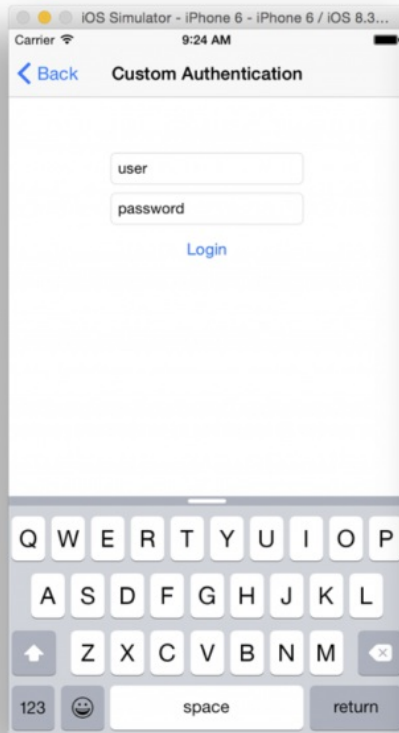 iOS Simulator - iPhone 6 - iPhone 6 / iOS 8.3...
Carrier 9:24 AM
Back Custom Authentication
user
password
Login
Q W E R T Y U I O P
A S D F G H J K L
Z X C V B N M
123 space return